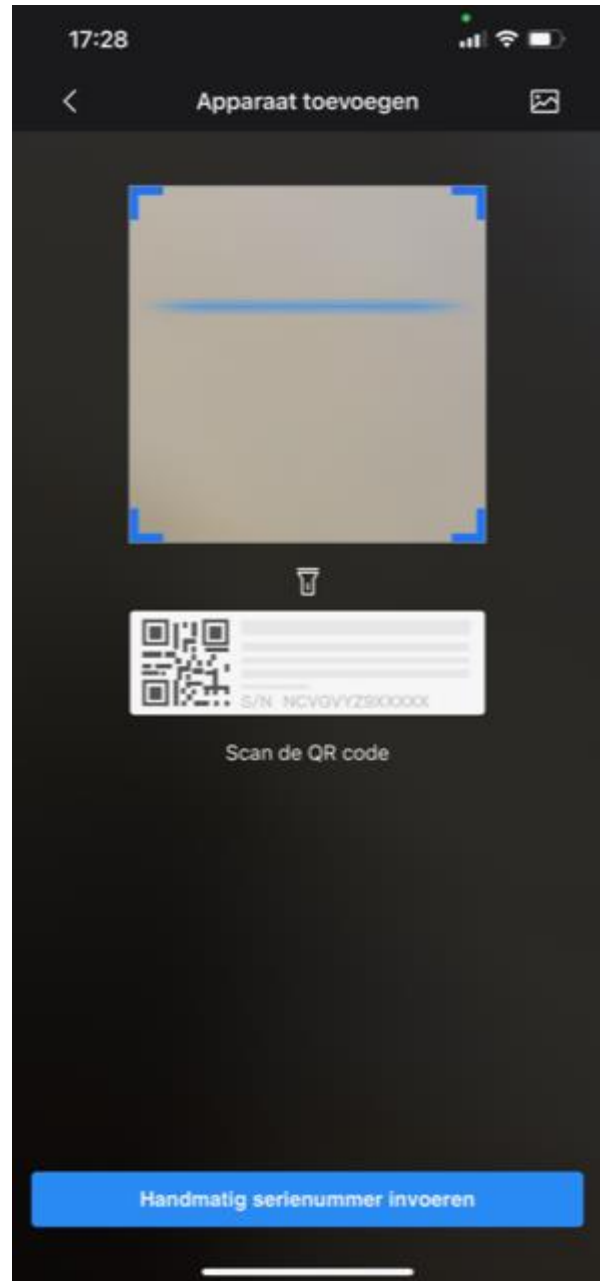 17:28
Apparaat toevoegen
S/N NCVGVYZ9XXXXX
Scan de QR code
Handmatig serienummer invoeren